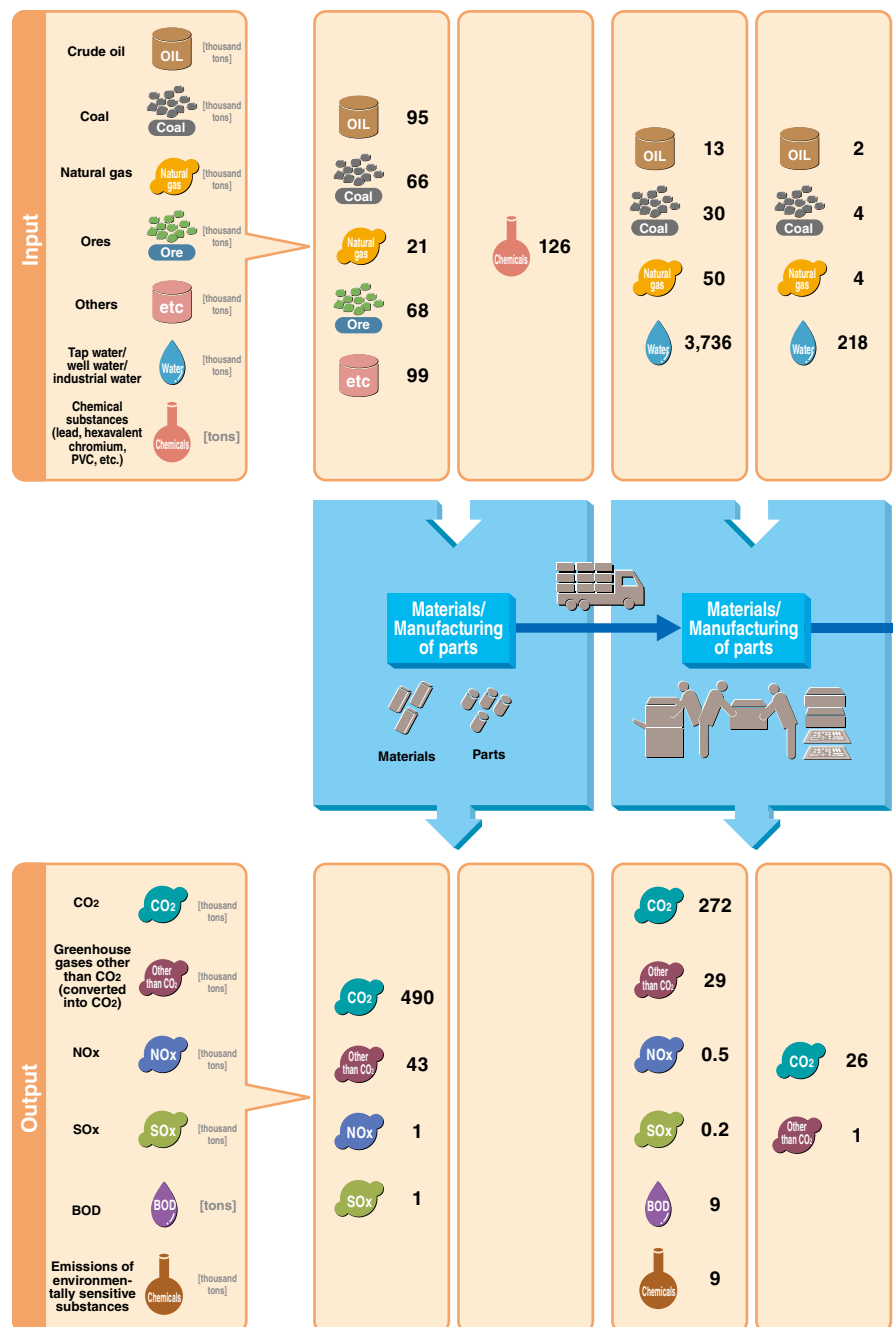 Input
Crude oil
OIL
[thousand
tons]
Coal
Coal
[thousand
tons]
Natural gas
Natural
gas
[thousand
tons]
Ores
Ore
[thousand
tons]
Others
etc
[thousand
tons]
Tap water/
well water/
industrial water
Water
[thousand
tons]
Chemical
substances
(lead, hexavalent
chromium,
PVC, etc.)
Chemicals
[tons]
OIL 95
Coal 66
Natural
gas
21
Ore 68
etc 99
Chemicals 126
OIL 13
Coal 30
Natural
gas
50
Water 3,736
OIL 2
Coal 4
Natural
gas
4
Water 218
Materials/
Manufacturing
of parts
Materials
Parts
Materials/
Manufacturing
of parts
Output
CO2
CO2
[thousand
tons]
Greenhouse
gases other
than CO2
(converted
into CO2)
Other
than CO2
[thousand
tons]
NOx
NOx
[thousand
tons]
SOx
SOx
[thousand
tons]
BOD
BOD
[tons]
Emissions of
environmen-
tally sensitive
substances
Chemicals
[thousand
tons]
CO2 490
Other
than CO2
43
NOx 1
SOx 1
CO2 272
Other
than CO2
29
NOx 0.5
SOx 0.2
BOD 9
Chemicals 9
CO2 26
Other
than CO2
1